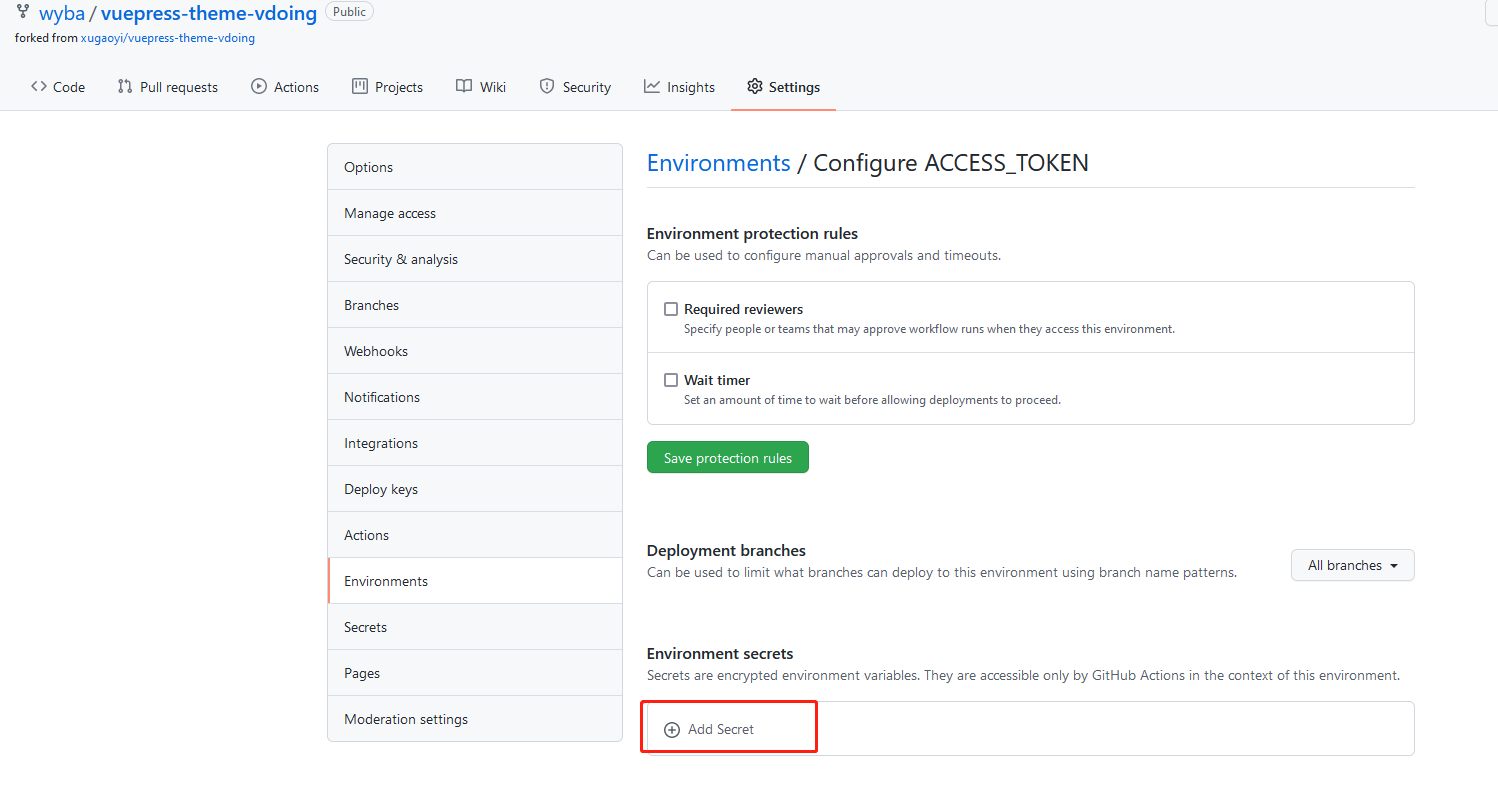 wyba / vuepress-theme-vdoing Public
forked from xugaoyi/vuepress-theme-vdoing
Code Pull requests Actions Projects Wiki Security Insights Settings
Options
Manage access
Security & analysis
Branches
Webhooks
Notifications
Integrations
Deploy keys
Actions
Environments
Secrets
Pages
Moderation settings
Environments / Configure ACCESS_TOKEN
Environment protection rules
Can be used to configure manual approvals and timeouts.
Required reviewers
Specify people or teams that may approve workflow runs when they access this environment.
Wait timer
Set an amount of time to wait before allowing deployments to proceed.
Save protection rules
Deployment branches
Can be used to limit what branches can deploy to this environment using branch name patterns.
All branches
Environment secrets
Secrets are encrypted environment variables. They are accessible only by GitHub Actions in the context of this environment.
Add Secret